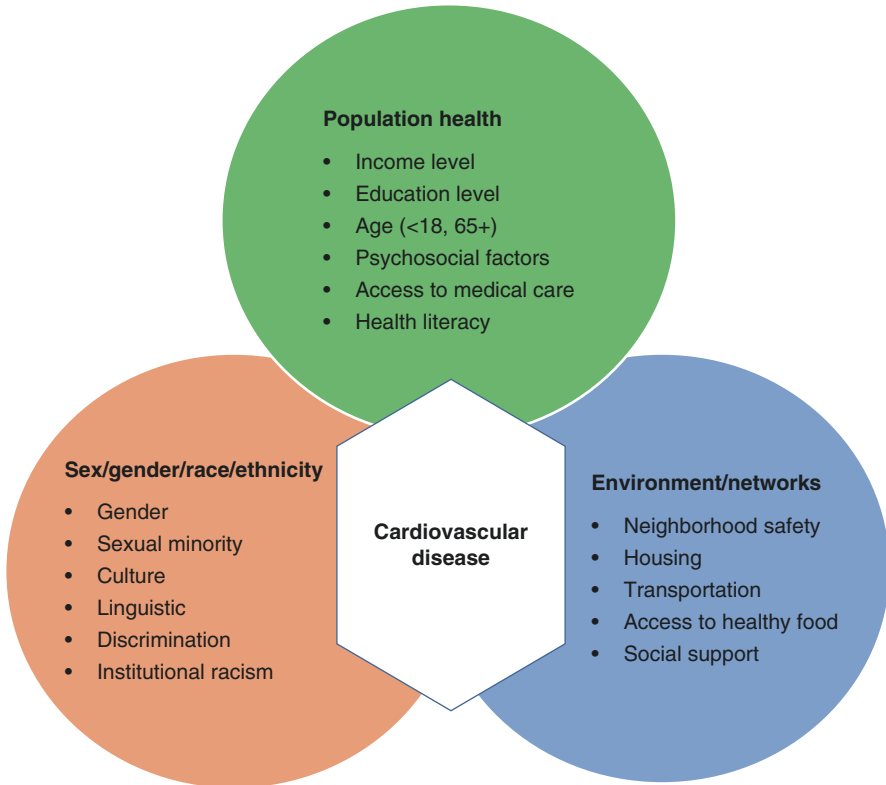 Population health
• Income level
• Education level
• Age (<18, 65+)
• Psychosocial factors
• Access to medical care
• Health literacy
Sex/gender/race/ethnicity
• Gender
• Sexual minority
• Culture
• Linguistic
• Discrimination
• Institutional racism
Cardiovascular
disease
Environment/networks
• Neighborhood safety
• Housing
• Transportation
• Access to healthy food
• Social support